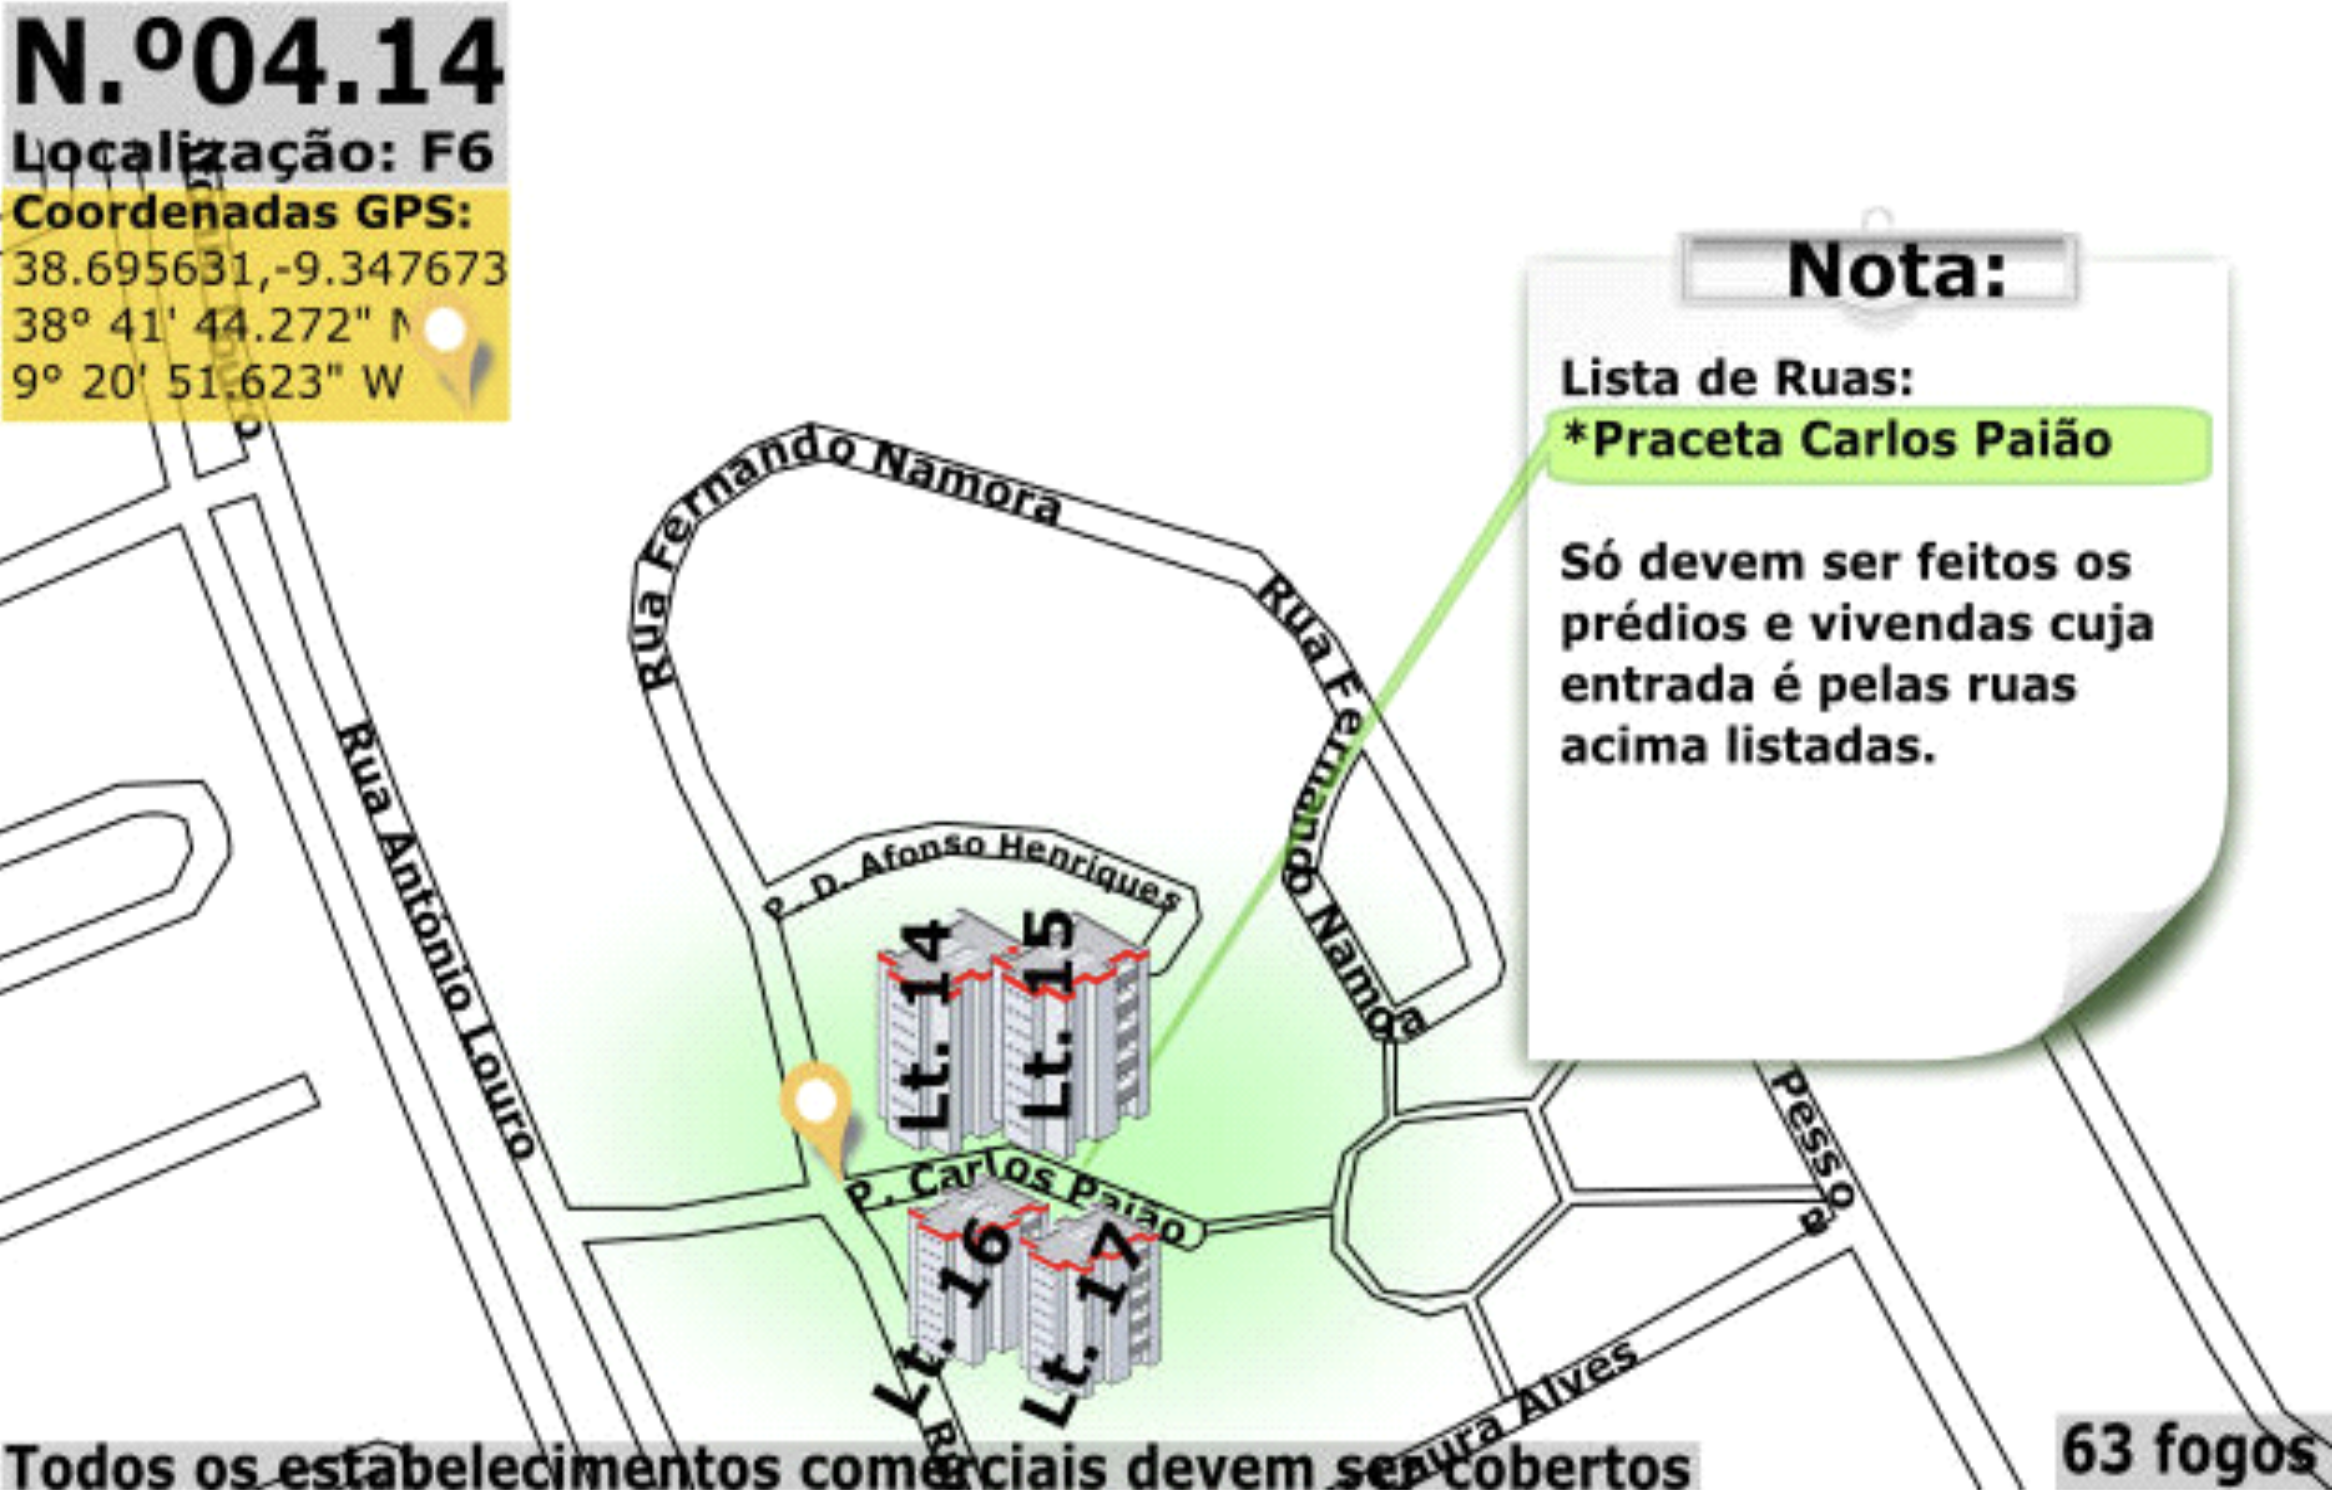 N.º04.14
Localização: F6
Coordenadas GPS:
38.695631,-9.347673
38° 41' 44.272" N
9° 20' 51.623" W
Nota:
Lista de Ruas:
*Praceta Carlos Paião
Só devem ser feitos os
prédios e vivendas cuja
entrada é pelas ruas
acima listadas.
Rua Fernando Namora
Rua Fernando Namora
Rua António Louro
P. D. Afonso Henriques
Lt. 14
Lt. 15
P. Carlos Paião
Lt. 16
Lt. 17
Pessoa
Alves
Todos os estabelecimentos comerciais devem ser cobertos
63 fogos